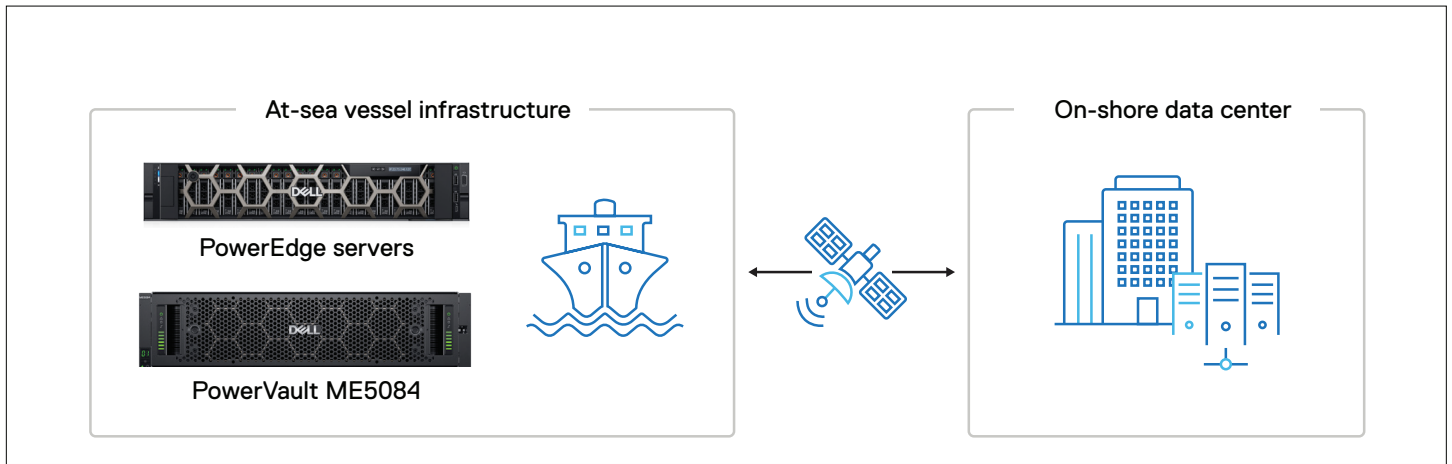 At-sea vessel infrastructure
On-shore data center
DELL
PowerEdge servers
DELL
PowerVault ME5084